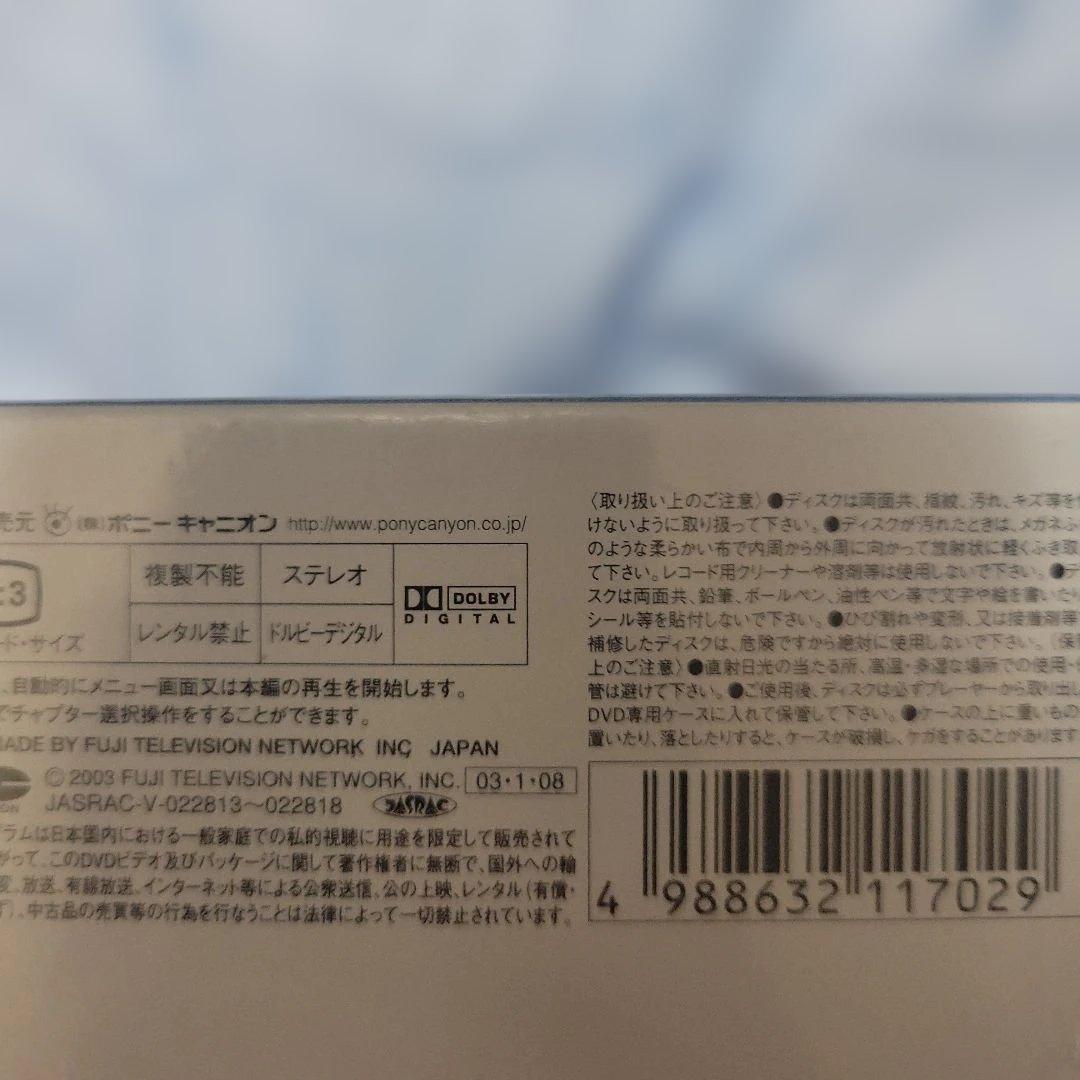 売元 (株)ポニーキャニオン http://www.ponycanyon.co.jp/
:3
ード・サイズ
複製不能 ステレオ
レンタル禁止 ドルビーデジタル
DOLBY
DIGITAL
、自動的にメニュー画面又は本編の再生を開始します。
でチャプター選択操作をすることができます。
MADE BY FUJI TELEVISION NETWORK INC JAPAN
Ⓒ2003 FUJI TELEVISION NETWORK, INC. 03・1・08
JASRAC-V-022813～022818 JASRAC
グラムは日本国内における一般家庭での私的視聴に用途を限定して販売されて
がって、このDVDビデオ及びパッケージに関して著作権者に無断で、国外への輸
変、放送、有線放送、インターネット等による公衆送信、公の上映、レンタル(有償・
ず)、中古品の売買等の行為を行なうことは法律によって一切禁止されています。
〈取り扱い上のご注意〉●ディスクは両面共、指紋、汚れ、キズ等を付
けないように取り扱って下さい。●ディスクが汚れたときは、メガネふ
のような柔らかい布で内周から外周に向かって放射状に軽くふき取
て下さい。レコード用クリーナーや溶剤等は使用しないで下さい。●デ
スクは両面共、鉛筆、ボールペン、油性ペン等で文字や絵を書いたり
シール等を貼付しないで下さい。●ひび割れや変形、又は接着剤等
補修したディスクは、危険ですから絶対に使用しないで下さい。〈保管
上のご注意〉●直射日光の当たる所、高温・多湿な場所での使用・
管は避けて下さい。●ご使用後、ディスクは必ずプレーヤーから取り出し
DVD専用ケースに入れて保管して下さい。●ケースの上に重いもの
置いたり、落としたりすると、ケースが破損し、ケガをすることがあります
4 988632 117029